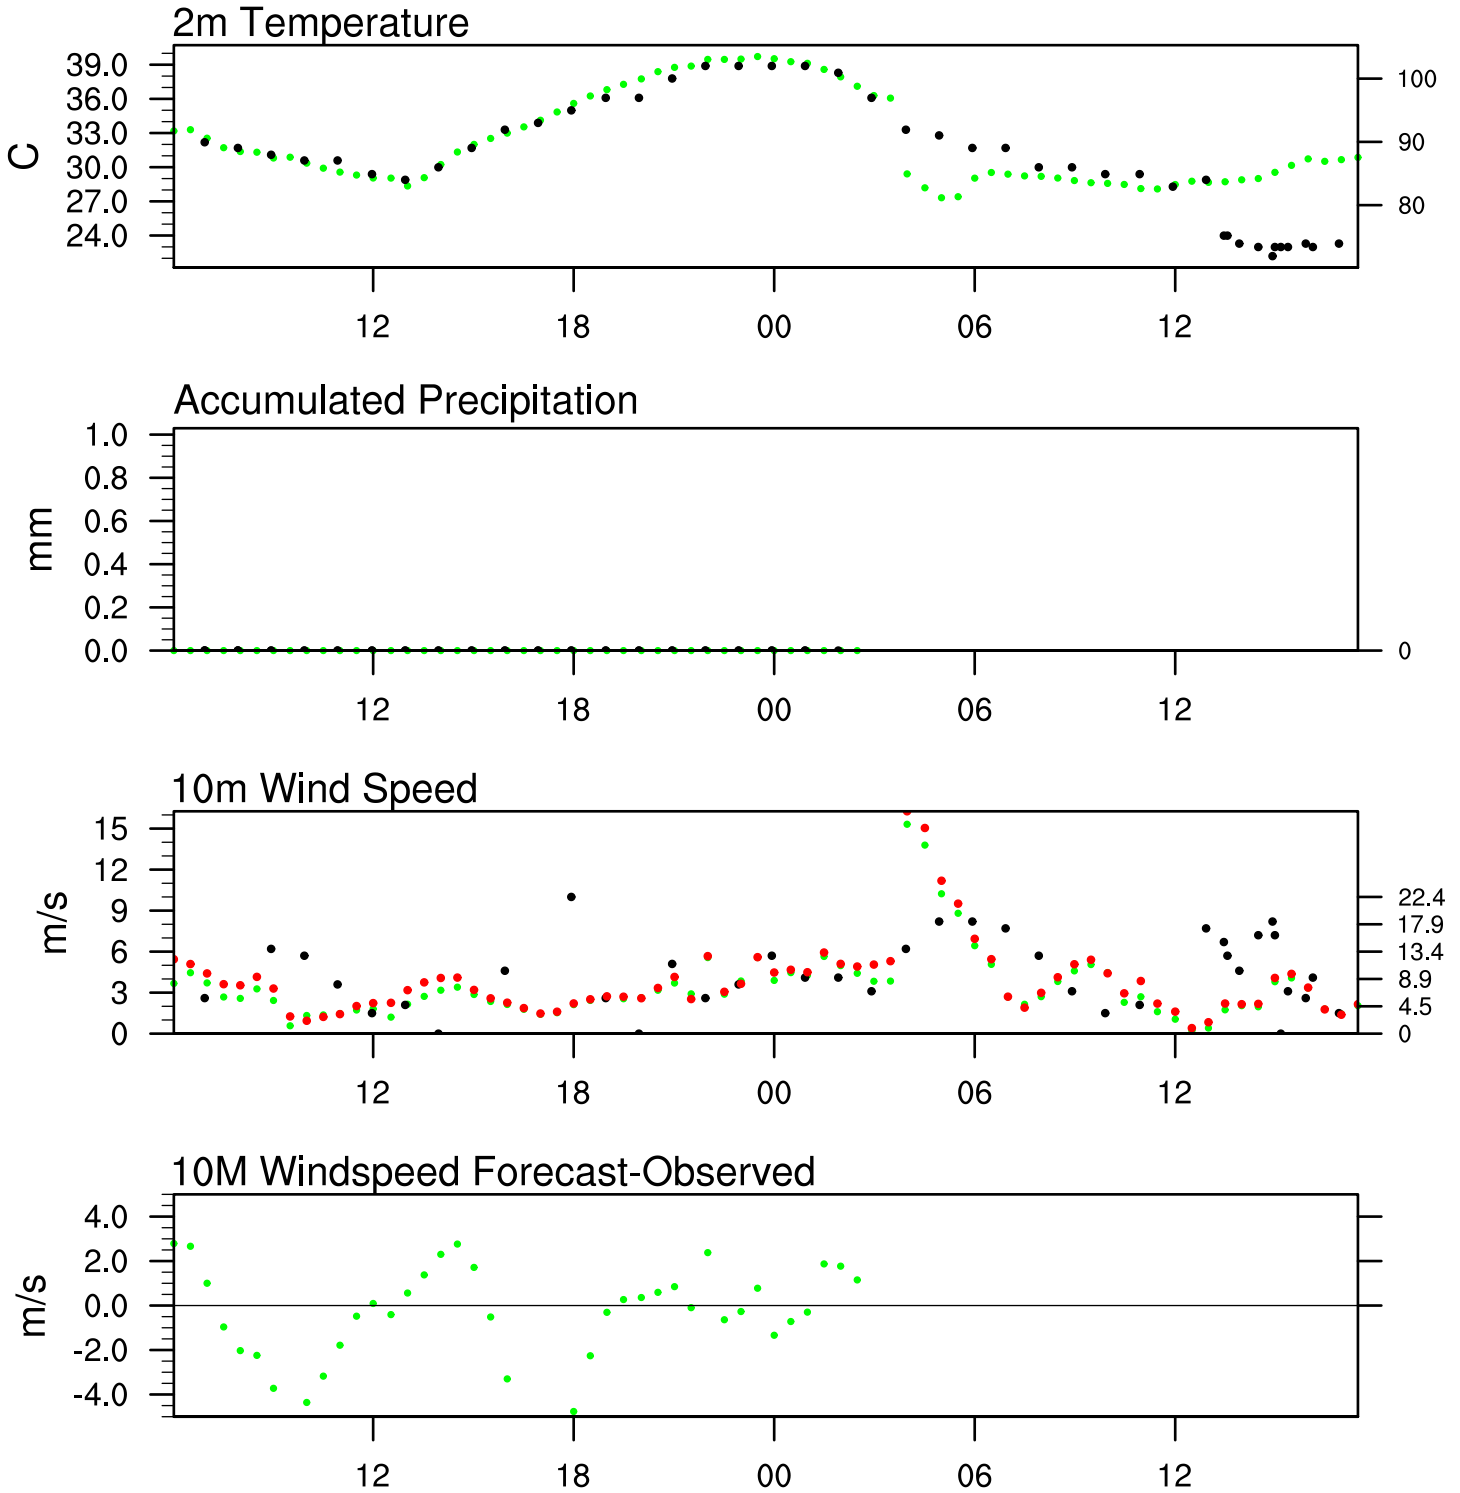 2m Temperature
39.0
36.0
33.0
30.0
27.0
24.0
C
100
90
80
12 18 00 06 12
Accumulated Precipitation
1.0
0.8
0.6
0.4
0.2
0.0
mm
0
12 18 00 06 12
10m Wind Speed
15
12
9
6
3
0
m/s
22.4
17.9
13.4
8.9
4.5
0
12 18 00 06 12
10M Windspeed Forecast-Observed
4.0
2.0
0.0
-2.0
-4.0
m/s
12 18 00 06 12